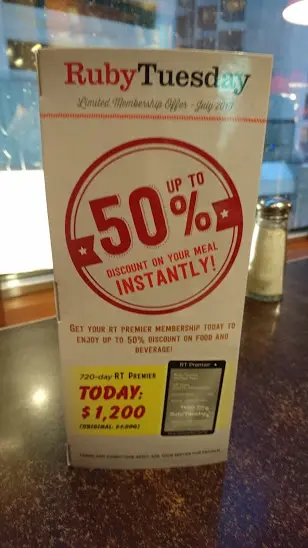 RubyTuesday
Limited Membership Offer - July
UP TO
50%
DISCOUNT ON YOUR MEAL
INSTANTLY!
GET YOUR RT PREMIER MEMBERSHIP TODAY TO
ENJOY UP TO 50% DISCOUNT ON FOOD AND
BEVERAGE!
720-day RT PREMIER
TODAY:
$1,200
RT Premier